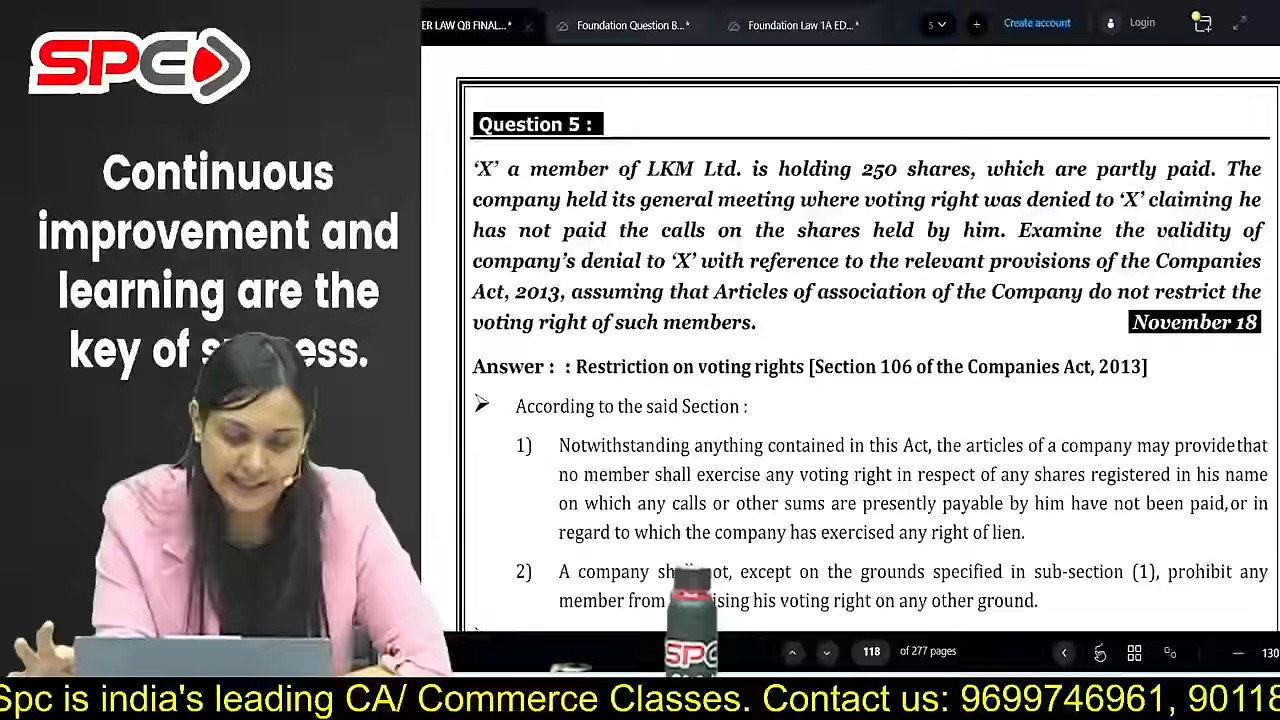 ER LAW QB FINAL...*
Foundation Question B...*
Foundation Law 1A ED...*
5
Create account
Login
SPC
Continuous
improvement and
learning are the
key of
Question 5 :
‘X’ a member of LKM Ltd. is holding 250 shares, which are partly paid. The
company held its general meeting where voting right was denied to ‘X’ claiming he
has not paid the calls on the shares held by him. Examine the validity of
company’s denial to ‘X’ with reference to the relevant provisions of the Companies
Act, 2013, assuming that Articles of association of the Company do not restrict the
voting right of such members.
November 18
Answer : : Restriction on voting rights [Section 106 of the Companies Act, 2013]
According to the said Section :
1) Notwithstanding anything contained in this Act, the articles of a company may provide that
no member shall exercise any voting right in respect of any shares registered in his name
on which any calls or other sums are presently payable by him have not been paid, or in
regard to which the company has exercised any right of lien.
2) A company not, except on the grounds specified in sub-section (1), prohibit any
member from his voting right on any other ground.
SPC
118 of 277 pages
130
Spc is india's leading CA/ Commerce Classes. Contact us: 9699746961, 90118